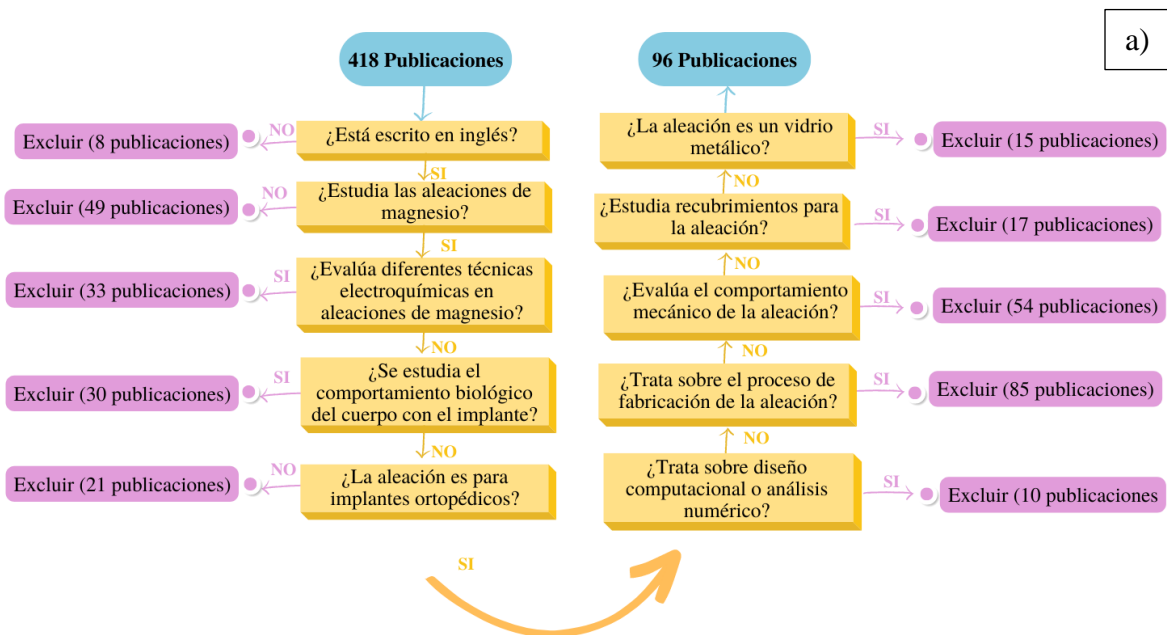 a)
418 Publicaciones
¿Está escrito en inglés?
NO
Excluir (8 publicaciones)
SI
¿Estudia las aleaciones de
magnesio?
NO
Excluir (49 publicaciones)
SI
¿Evalúa diferentes técnicas
electroquímicas en
aleaciones de magnesio?
SI
Excluir (33 publicaciones)
NO
¿Se estudia el
comportamiento biológico
del cuerpo con el implante?
SI
Excluir (30 publicaciones)
NO
¿La aleación es para
implantes ortopédicos?
NO
Excluir (21 publicaciones)
SI
¿Trata sobre diseño
computacional o análisis
numérico?
SI
Excluir (10 publicaciones
NO
¿Trata sobre el proceso de
fabricación de la aleación?
SI
Excluir (85 publicaciones)
NO
¿Evalúa el comportamiento
mecánico de la aleación?
SI
Excluir (54 publicaciones)
NO
¿Estudia recubrimientos para
la aleación?
SI
Excluir (17 publicaciones)
NO
¿La aleación es un vidrio
metálico?
SI
Excluir (15 publicaciones)
96 Publicaciones